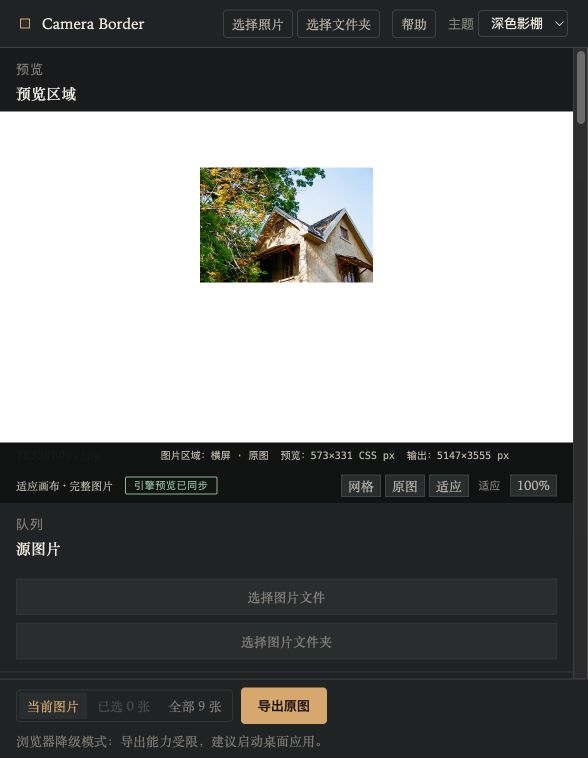 Camera Border 选择照片 选择文件夹 帮助 主题 深色影棚
预览
预览区域
图片区域: 横屏 · 原图 预览: 573×331 CSS px 输出: 5147×3555 px
适应画布·完整图片 引擎预览已同步 网格 原图 适应 适应 100%
队列
源图片
选择图片文件
选择图片文件夹
当前图片 已选 0 张 全部 9 张 导出原图
浏览器降级模式：导出能力受限，建议启动桌面应用。